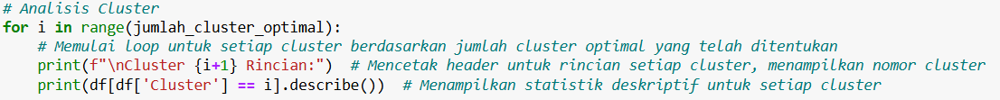 # Analisis Cluster
for i in range(jumlah_cluster_optimal):
    # Memulai loop untuk setiap cluster berdasarkan jumlah cluster optimal yang telah ditentukan
    print(f"\nCluster {i+1} Rincian:")  # Mencetak header untuk rincian setiap cluster, menampilkan nomor cluster
    print(df[df['Cluster'] == i].describe())  # Menampilkan statistik deskriptif untuk setiap cluster